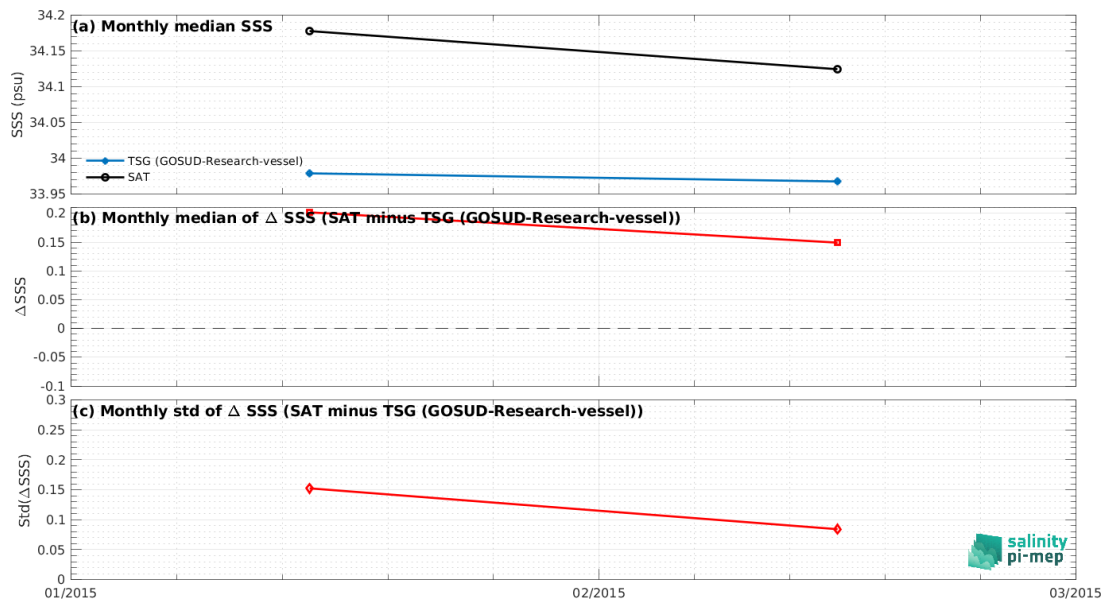 (a) Monthly median SSS
34.2
34.15
34.1
34.05
34
33.95
SSS (psu)
TSG (GOSUD-Research-vessel)
SAT
(b) Monthly median of Δ SSS (SAT minus TSG (GOSUD-Research-vessel))
0.2
0.15
0.1
0.05
0
-0.05
-0.1
ΔSSS
(c) Monthly std of Δ SSS (SAT minus TSG (GOSUD-Research-vessel))
0.3
0.25
0.2
0.15
0.1
0.05
0
Std(ΔSSS)
salinity
pi-mep
01/2015
02/2015
03/2015